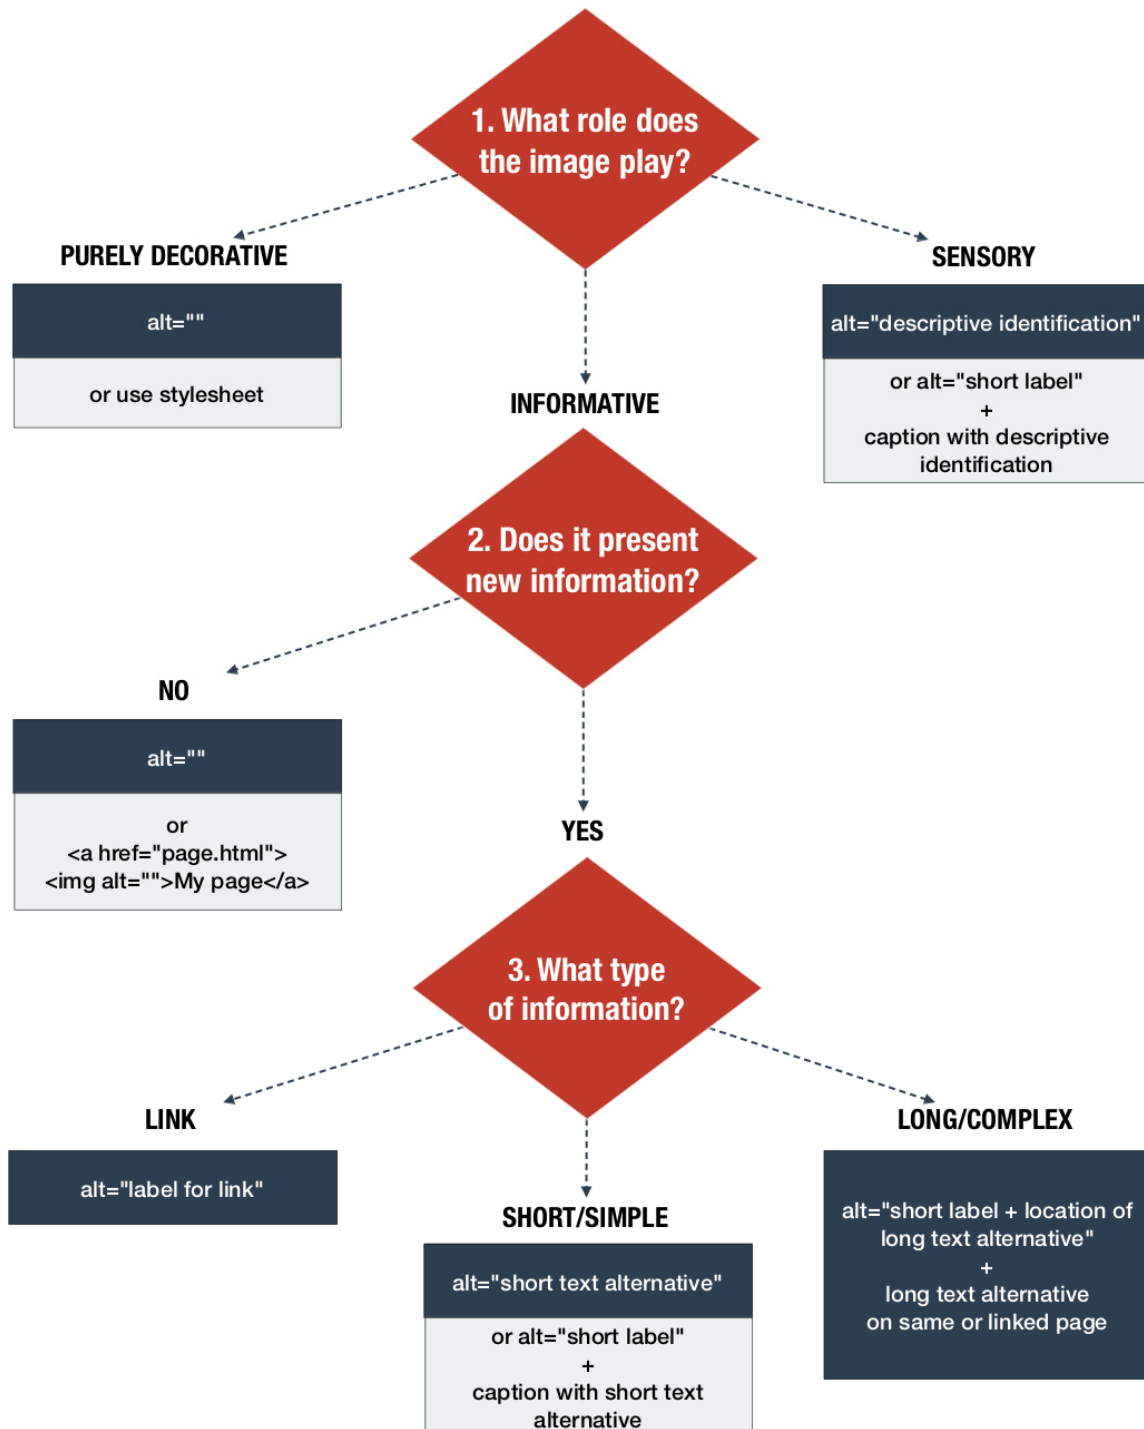 1. What role does
the image play?
PURELY DECORATIVE
alt=""
or use stylesheet
SENSORY
alt="descriptive identification"
or alt="short label"
+
caption with descriptive
identification
INFORMATIVE
2. Does it present
new information?
NO
alt=""
or
<a href="page.html">
<img alt="">My page</a>
YES
3. What type
of information?
LINK
alt="label for link"
SHORT/SIMPLE
alt="short text alternative"
or alt="short label"
+
caption with short text
alternative
LONG/COMPLEX
alt="short label + location of
long text alternative"
+
long text alternative
on same or linked page